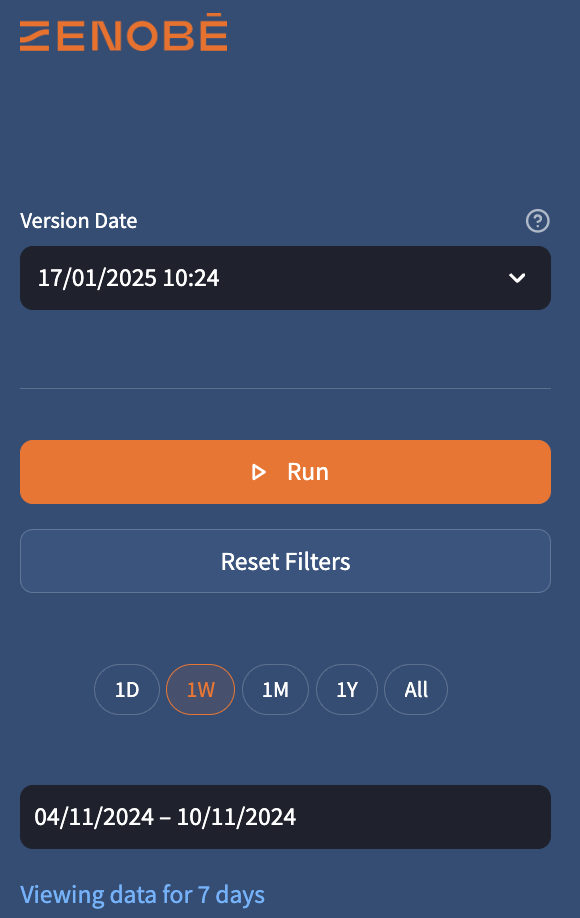 ZENOBĒ
Version Date
17/01/2025 10:24
Run
Reset Filters
1D 1W 1M 1Y All
04/11/2024 – 10/11/2024
Viewing data for 7 days